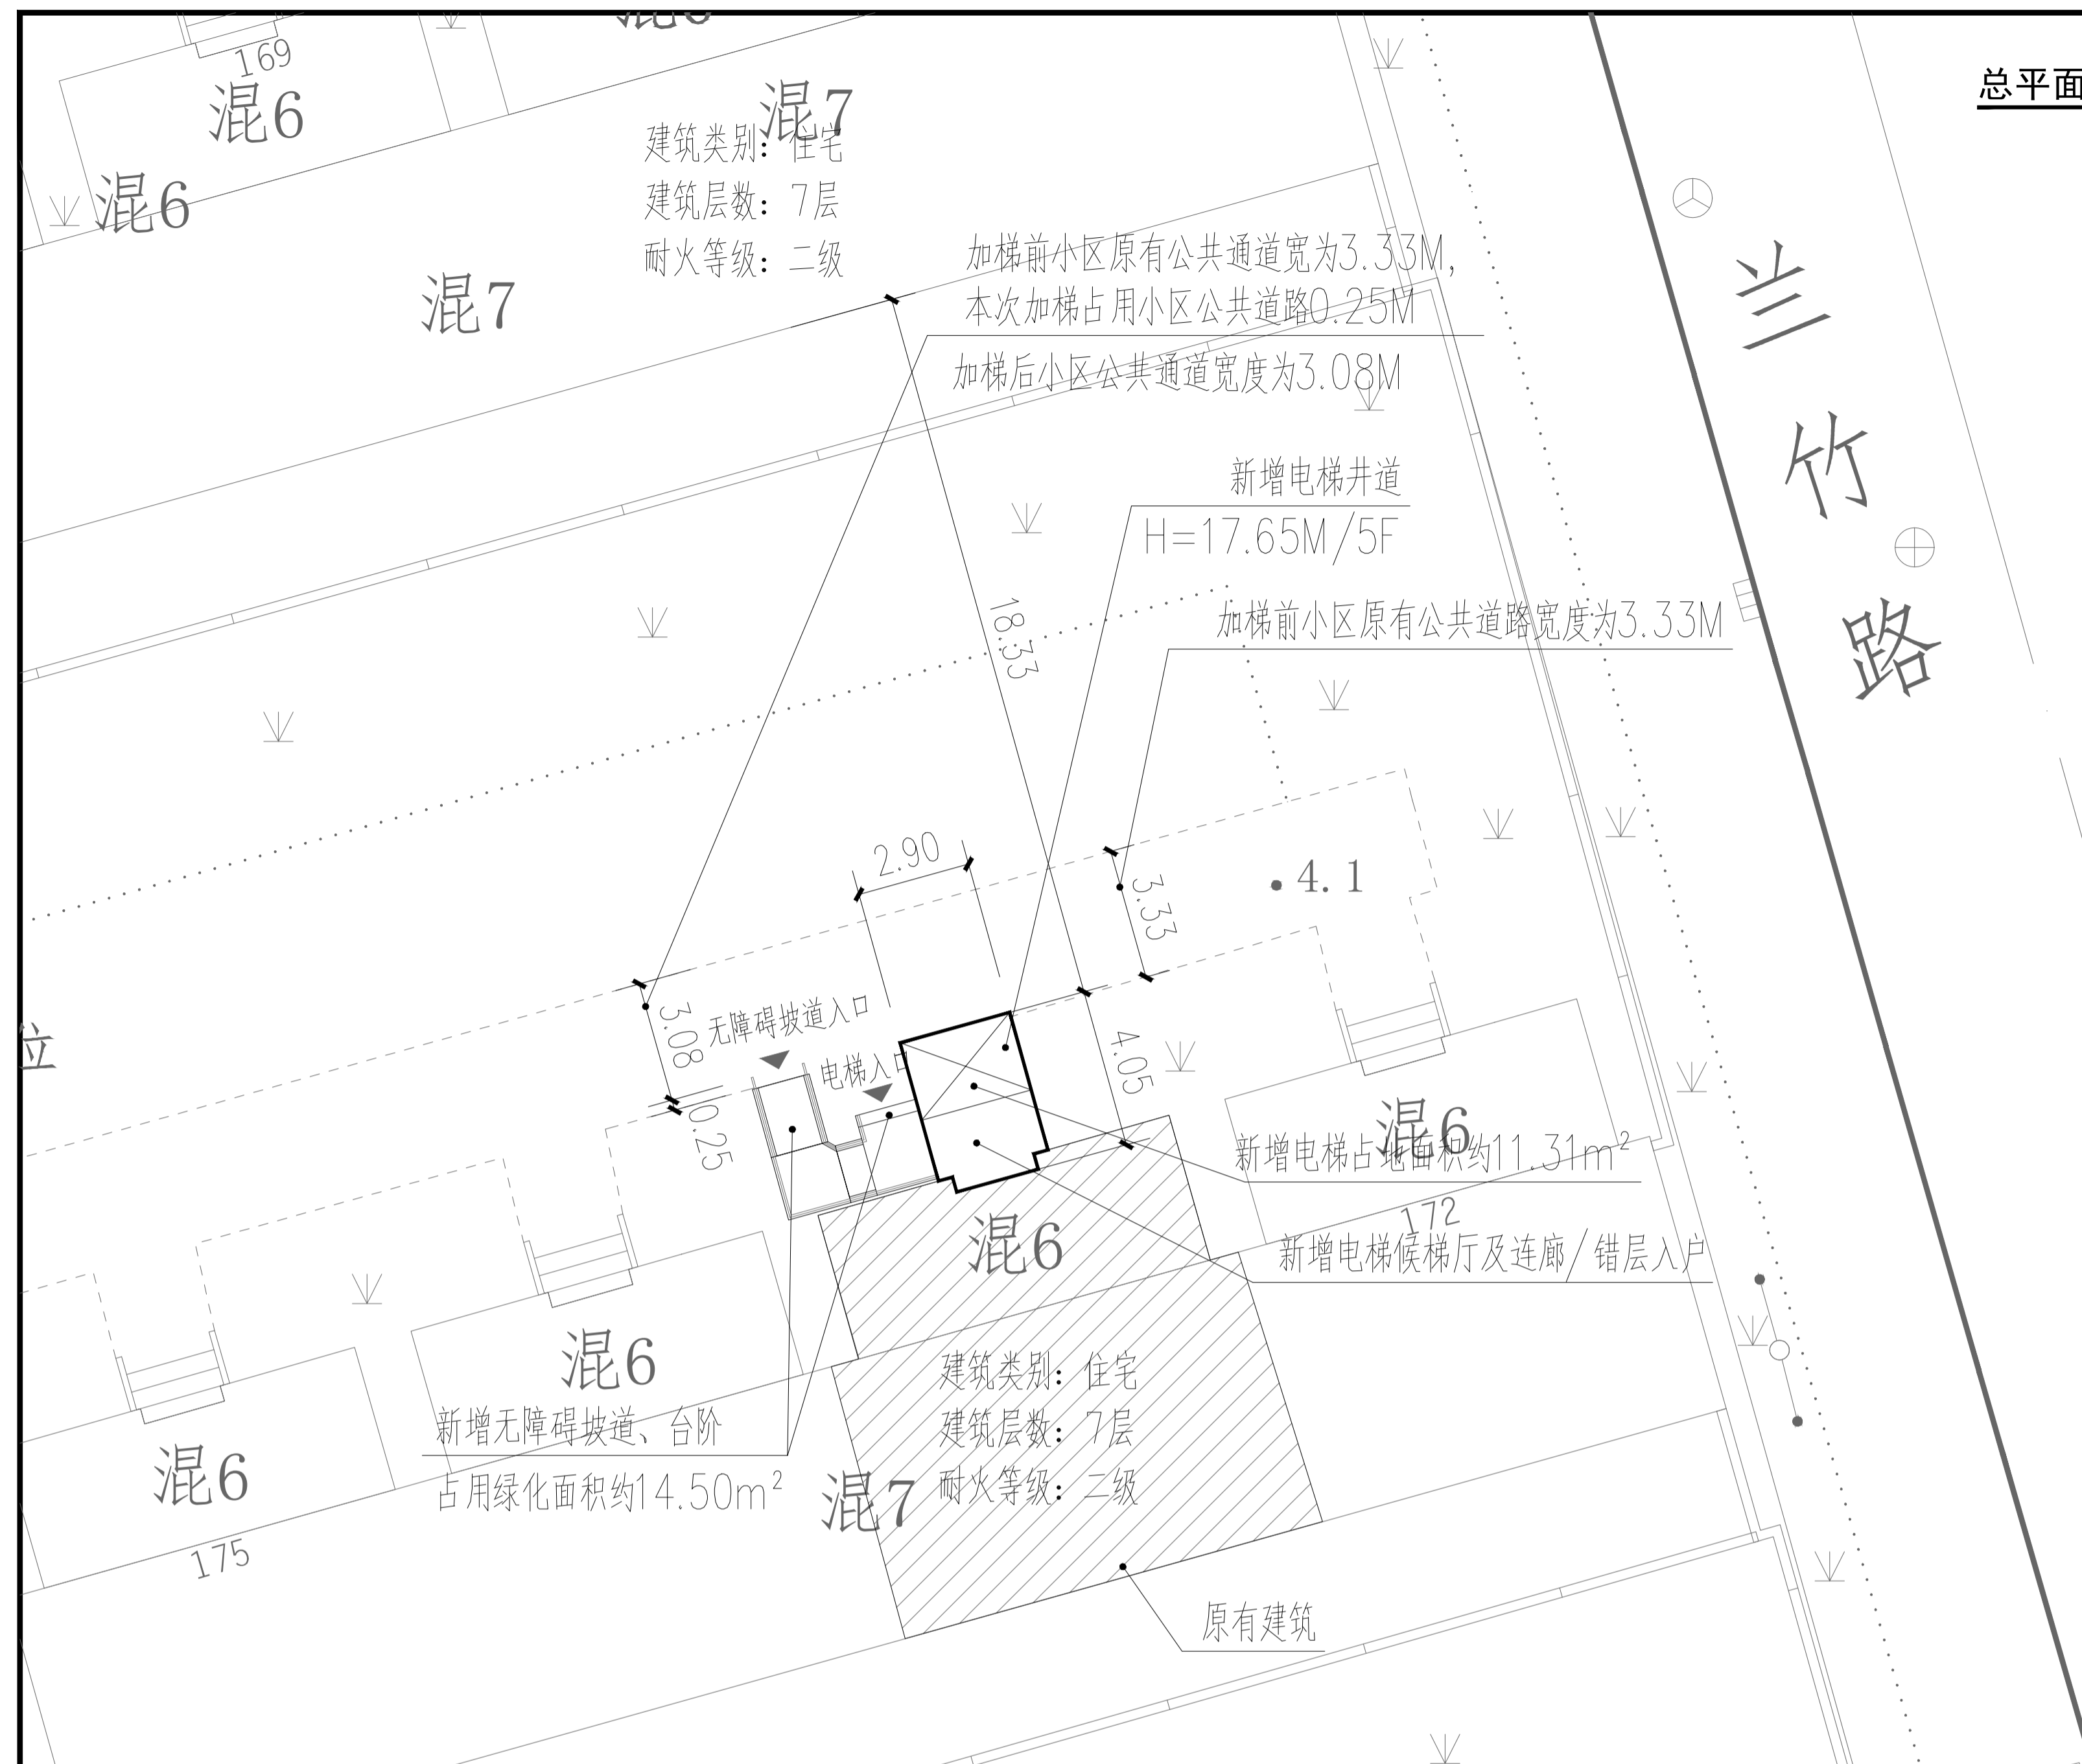 总平面
169
混6
混7
建筑类别: 住宅
建筑层数: 7层
耐火等级: 二级
混6
混7
加梯前小区原有公共通道宽为3.33M,
本次加梯占用小区公共道路0.25M
加梯后小区公共通道宽度为3.08M
兰竹路
新增电梯井道
H=17.65M/5F
加梯前小区原有公共道路宽度为3.33M
18.33
2.90
3.33
4.1
位
3.08
无障碍坡道入口
电梯入口
4.05
0.25
混6
新增电梯占地面积约11.31m²
172
混6
新增电梯候梯厅及连廊/错层入户
混6
建筑类别: 住宅
建筑层数: 7层
耐火等级: 二级
新增无障碍坡道、台阶
占用绿化面积约14.50m²
混6
混7
175
原有建筑